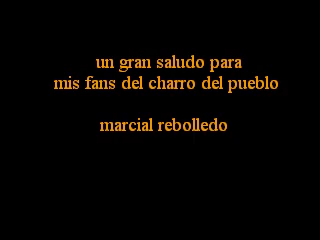 un gran saludo para
mis fans del charro del pueblo
marcial rebolledo